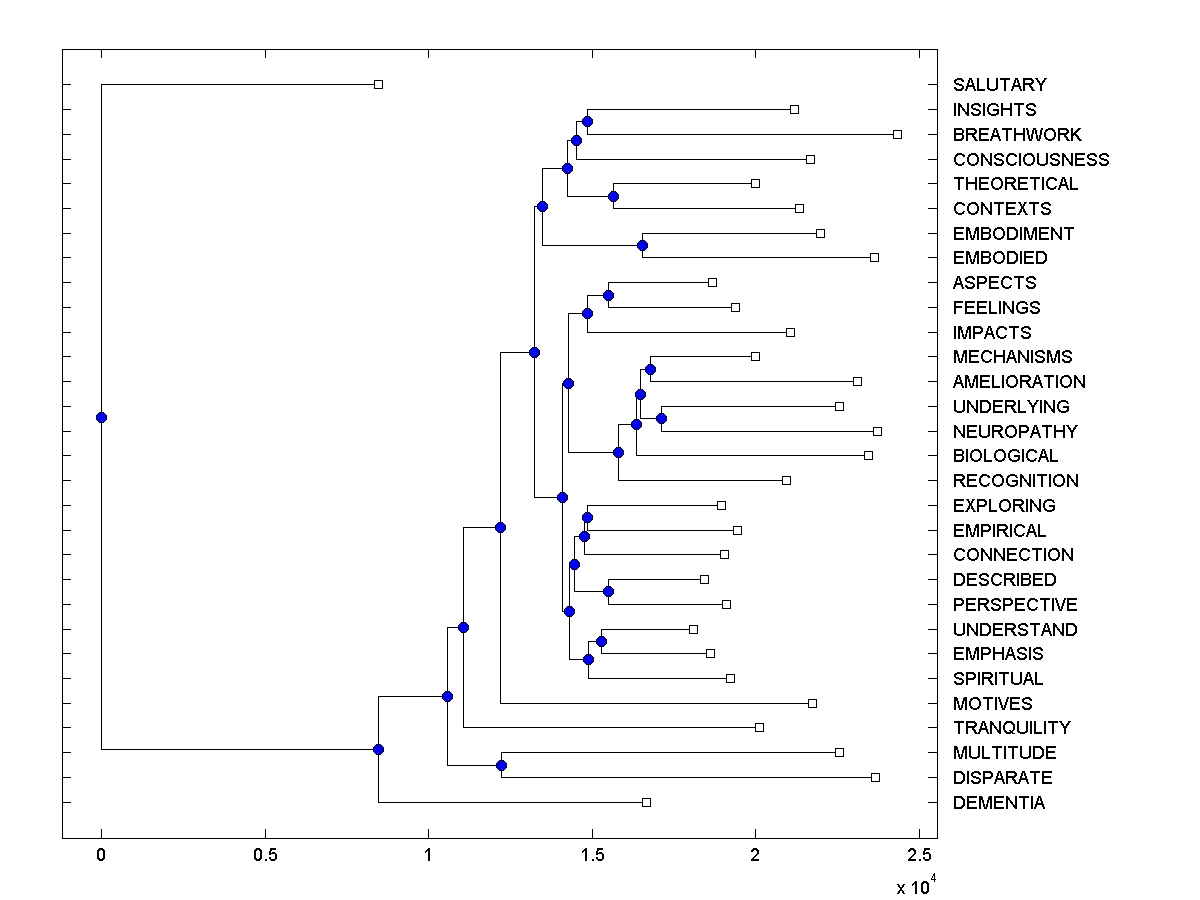 SALUTARY
INSIGHTS
BREATHWORK
CONSCIOUSNESS
THEORETICAL
CONTEXTS
EMBODIMENT
EMBODIED
ASPECTS
FEELINGS
IMPACTS
MECHANISMS
AMELIORATION
UNDERLYING
NEUROPATHY
BIOLOGICAL
RECOGNITION
EXPLORING
EMPIRICAL
CONNECTION
DESCRIBED
PERSPECTIVE
UNDERSTAND
EMPHASIS
SPIRITUAL
MOTIVES
TRANQUILITY
MULTITUDE
DISPARATE
DEMENTIA
0 0.5 1 1.5 2 2.5
x 10^4